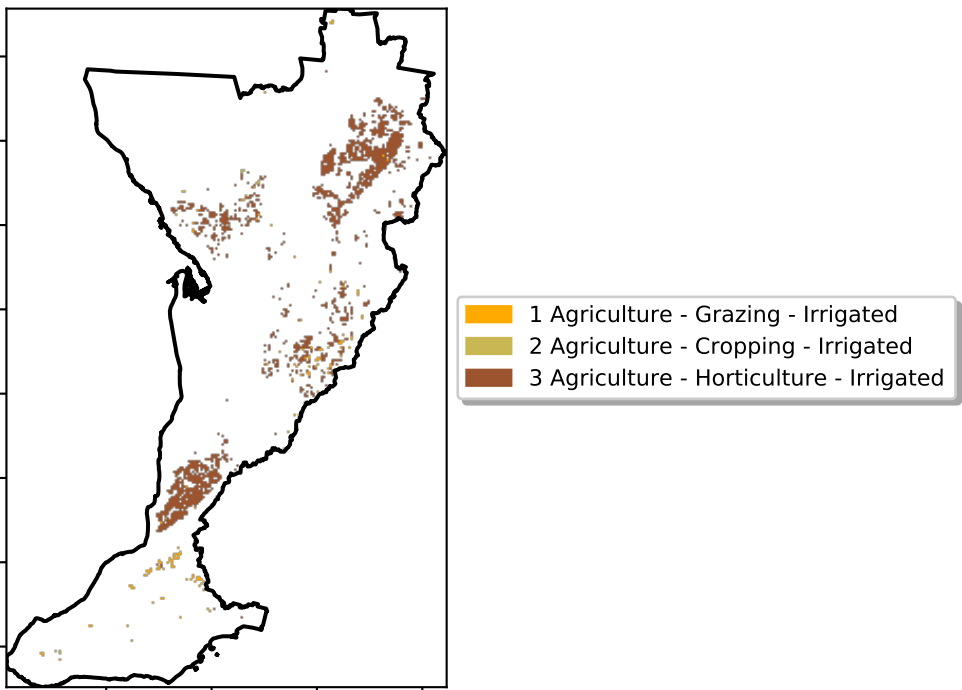 1 Agriculture - Grazing - Irrigated
2 Agriculture - Cropping - Irrigated
3 Agriculture - Horticulture - Irrigated